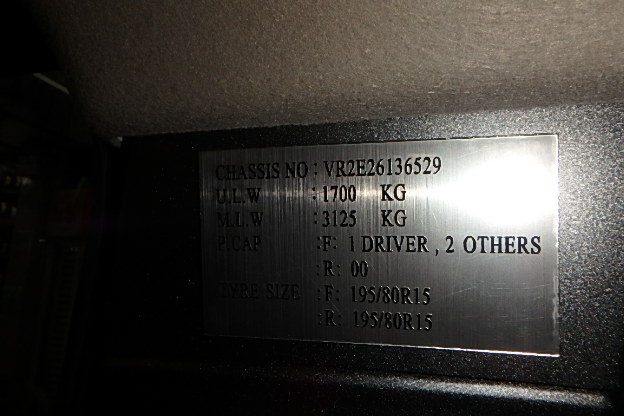 CHASSIS NO : VR2E26136529
U.L.W : 1700 KG
M.L.W : 3125 KG
P.CAP :F: 1 DRIVER , 2 OTHERS
:R: 00
TYRE SIZE :F: 195/80R15
:R: 195/80R15